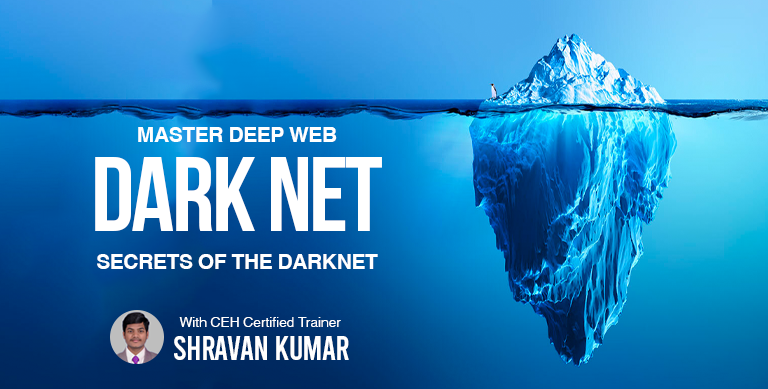 MASTER DEEP WEB
DARK NET
SECRETS OF THE DARKNET
With CEH Certified Trainer
SHRAVAN KUMAR